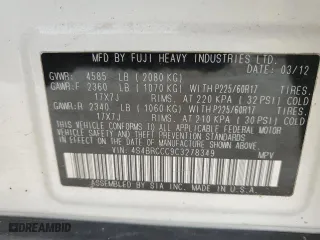 MFD. BY FUJI HEAVY INDUSTRIES LTD. 03/12
GVWR: 4585 LB (2080 KG)
GAWR:F 2360 LB (1070 KG) WITH P225/60R17 TIRES.
17X7J RIMS. AT 220 KPA (32 PSI) COLD
GAWR:R 2340 LB (1060 KG) WITH P225/60R17 TIRES.
17X7J RIMS. AT 210 KPA (30 PSI) COLD
THIS VEHICLE CONFORMS TO ALL APPLICABLE FEDERAL MOTOR
VEHICLE SAFETY AND THEFT PREVENTION STANDARDS
IN EFFECT ON THE DATE OF MANUFACTURE SHOWN ABOVE.
VIN: 4S4BRCCC9C3278349 MPV
ASSEMBLED BY SIA INC. MADE IN U.S.A.